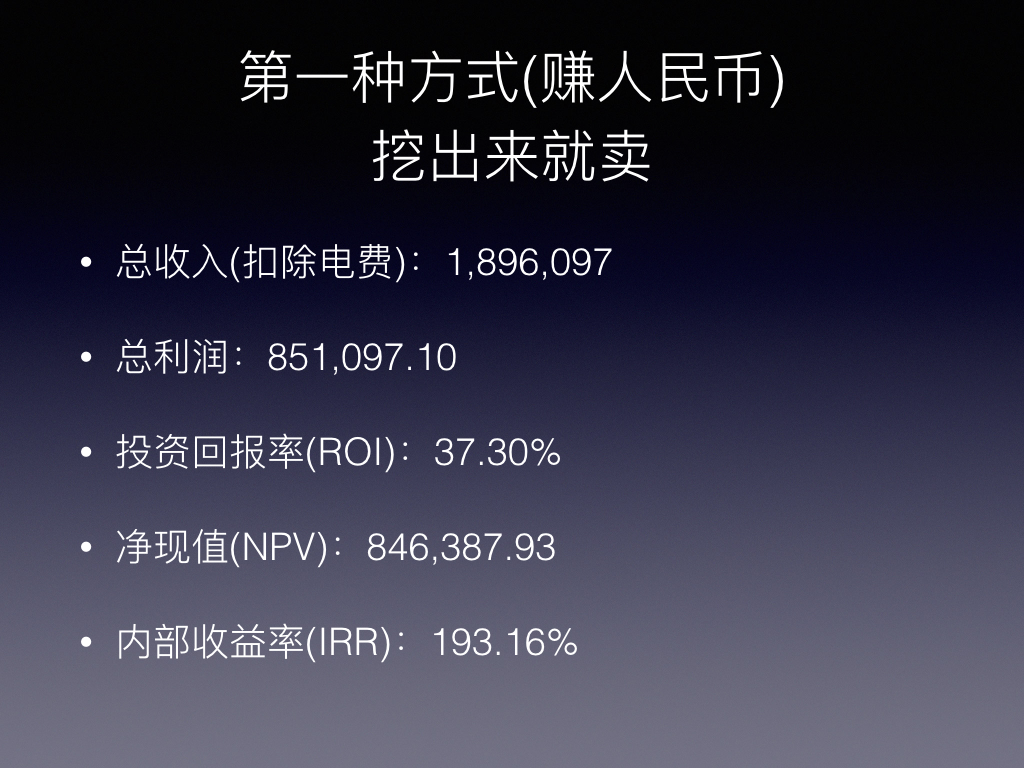 第一种方式(赚人民币)
挖出来就卖
• 总收入(扣除电费)：1,896,097
• 总利润：851,097.10
• 投资回报率(ROI)：37.30%
• 净现值(NPV)：846,387.93
• 内部收益率(IRR)：193.16%